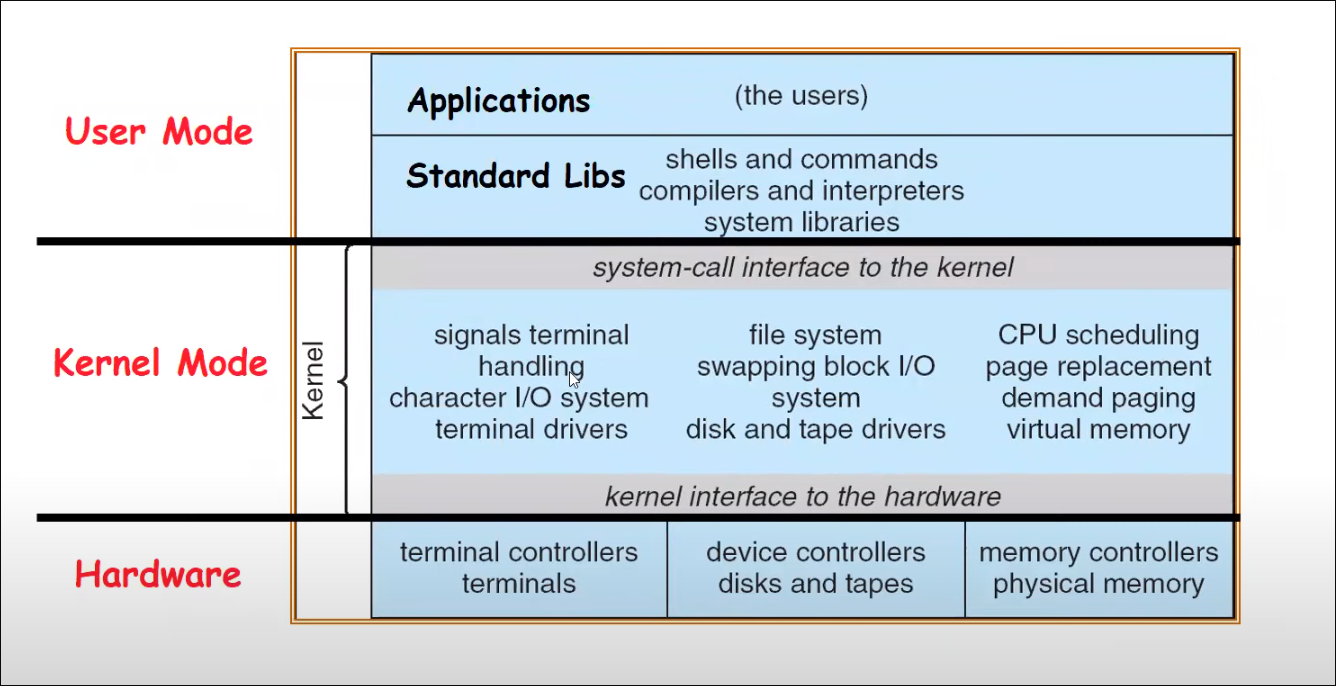 User Mode
Applications
(the users)
Standard Libs
shells and commands
compilers and interpreters
system libraries
Kernel Mode
Kernel
system-call interface to the kernel
signals terminal
handling
character I/O system
terminal drivers
file system
swapping block I/O
system
disk and tape drivers
CPU scheduling
page replacement
demand paging
virtual memory
kernel interface to the hardware
Hardware
terminal controllers
terminals
device controllers
disks and tapes
memory controllers
physical memory